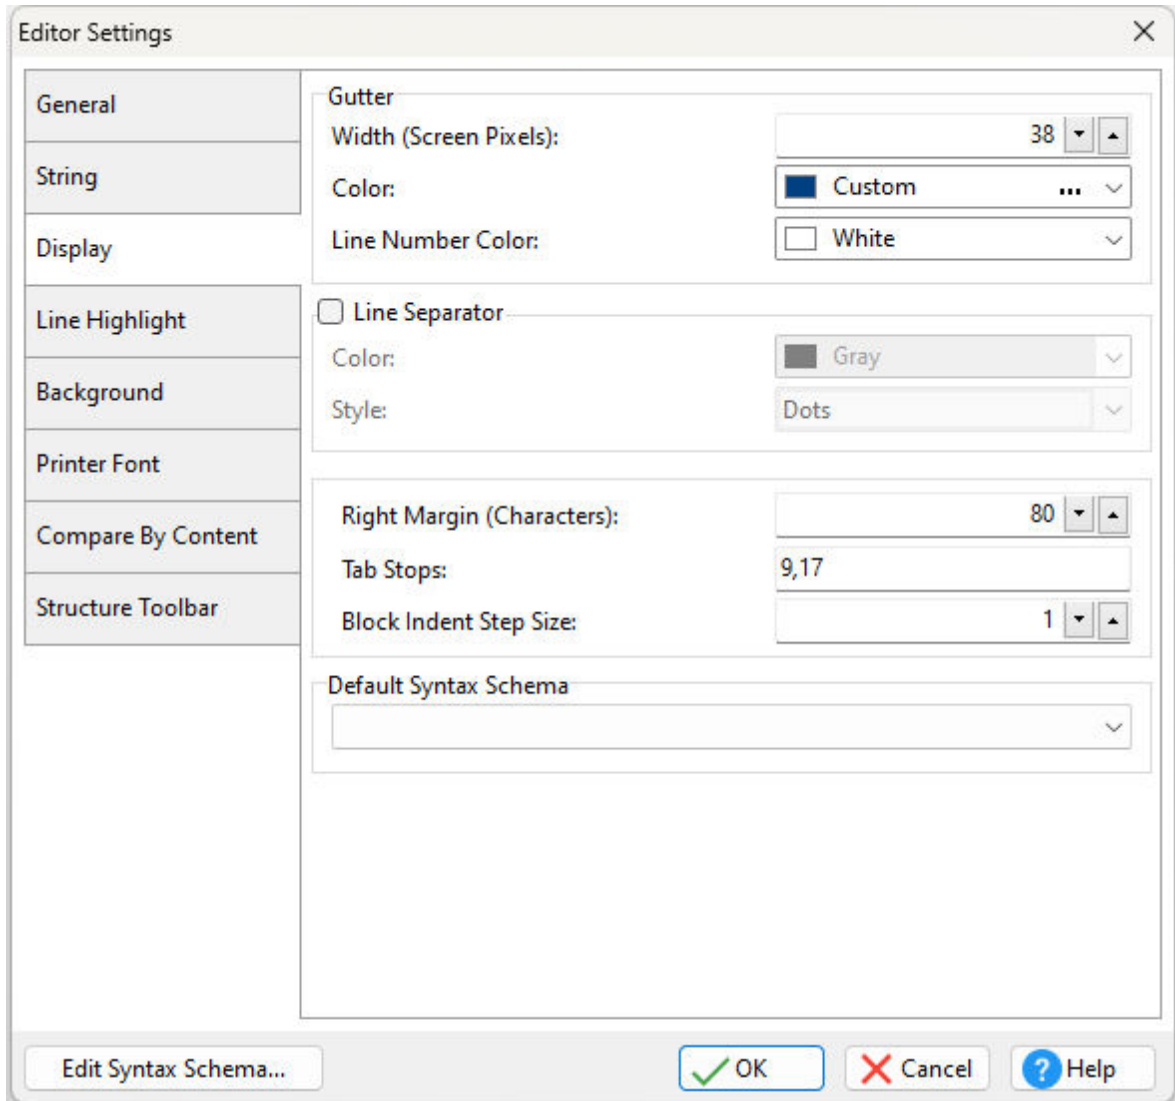 Editor Settings
General
String
Display
Line Highlight
Background
Printer Font
Compare By Content
Structure Toolbar
Gutter
Width (Screen Pixels): 38
Color: Custom ...
Line Number Color: White
Line Separator
Color: Gray
Style: Dots
Right Margin (Characters): 80
Tab Stops: 9,17
Block Indent Step Size: 1
Default Syntax Schema
Edit Syntax Schema... OK Cancel ? Help